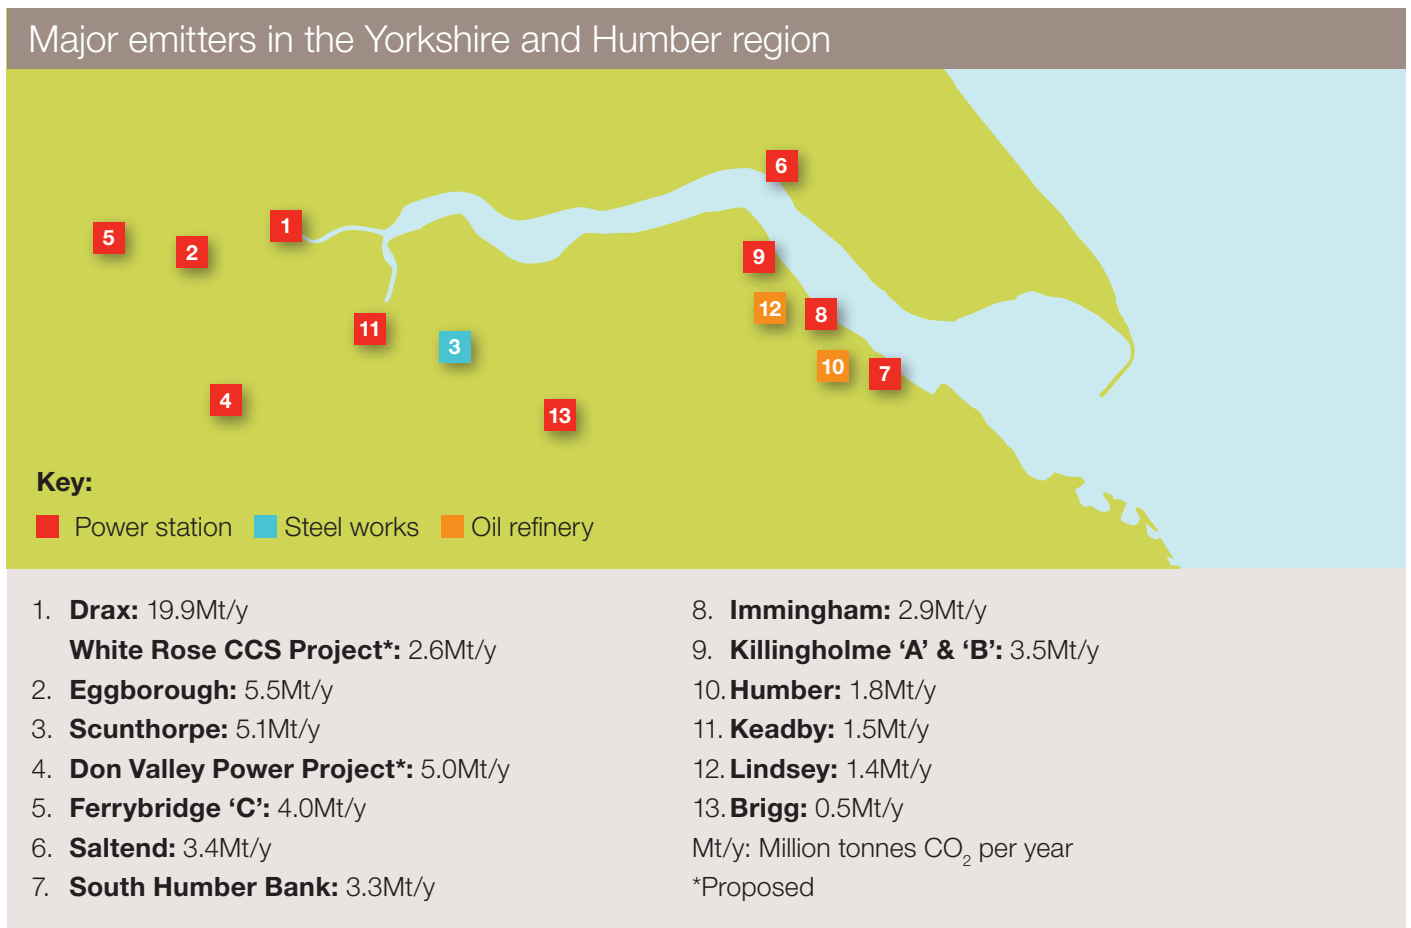 Major emitters in the Yorkshire and Humber region
6
1
5
2
9
12
8
11
3
10
7
4
13
Key:
Power station
Steel works
Oil refinery
1. Drax: 19.9Mt/y
White Rose CCS Project*: 2.6Mt/y
2. Eggborough: 5.5Mt/y
3. Scunthorpe: 5.1Mt/y
4. Don Valley Power Project*: 5.0Mt/y
5. Ferrybridge ‘C’: 4.0Mt/y
6. Saltend: 3.4Mt/y
7. South Humber Bank: 3.3Mt/y
8. Immingham: 2.9Mt/y
9. Killingholme ‘A’ & ‘B’: 3.5Mt/y
10. Humber: 1.8Mt/y
11. Keadby: 1.5Mt/y
12. Lindsey: 1.4Mt/y
13. Brigg: 0.5Mt/y
Mt/y: Million tonnes CO₂ per year
*Proposed